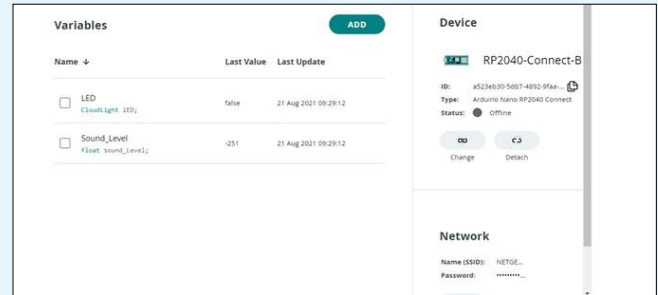 Variables
ADD
Name ↓ Last Value Last Update
LED
CloudLight lED;
false 21 Aug 2021 09:29:12
Sound_Level
float sound_Level;
-251 21 Aug 2021 09:29:12
Device
RP2040-Connect-B
ID: a523eb30-5db7-4892-9faa-...
Type: Arduino Nano RP2040 Connect
Status: Offline
Change Detach
Network
Name (SSID): NETGE...
Password: ••••••••••...